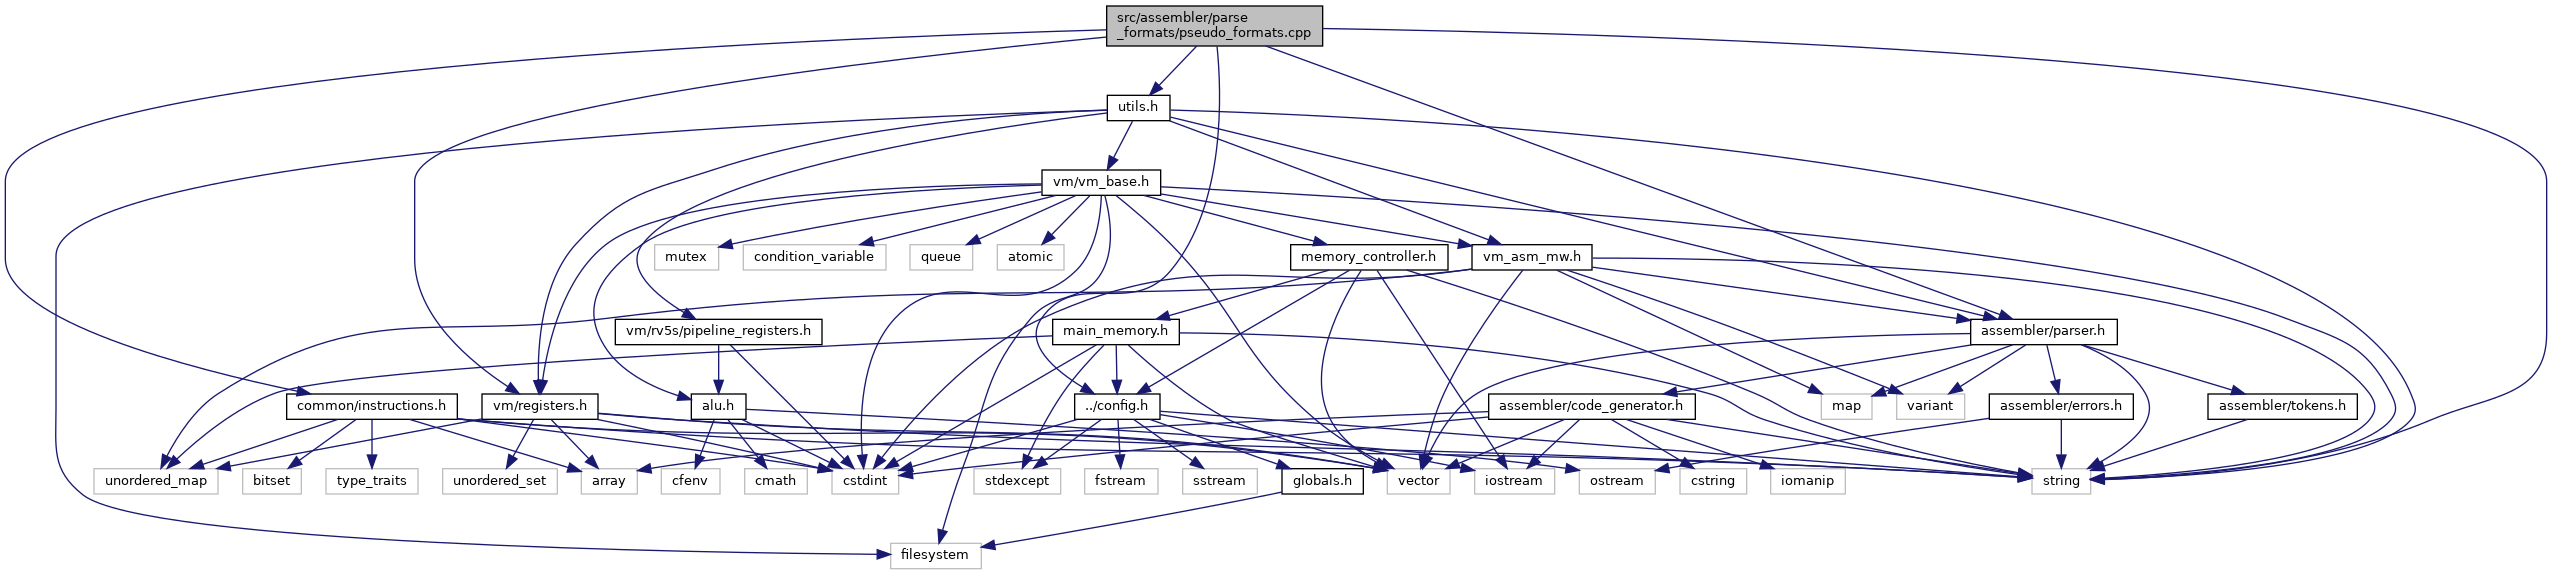 src/assembler/parse
_formats/pseudo_formats.cpp
utils.h
vm/vm_base.h
mutex
condition_variable
queue
atomic
memory_controller.h
vm_asm_mw.h
vm/rv5s/pipeline_registers.h
main_memory.h
assembler/parser.h
common/instructions.h
vm/registers.h
alu.h
../config.h
assembler/code_generator.h
map
variant
assembler/errors.h
assembler/tokens.h
unordered_map
bitset
type_traits
unordered_set
array
cfenv
cmath
cstdint
stdexcept
fstream
sstream
globals.h
vector
iostream
ostream
cstring
iomanip
string
filesystem